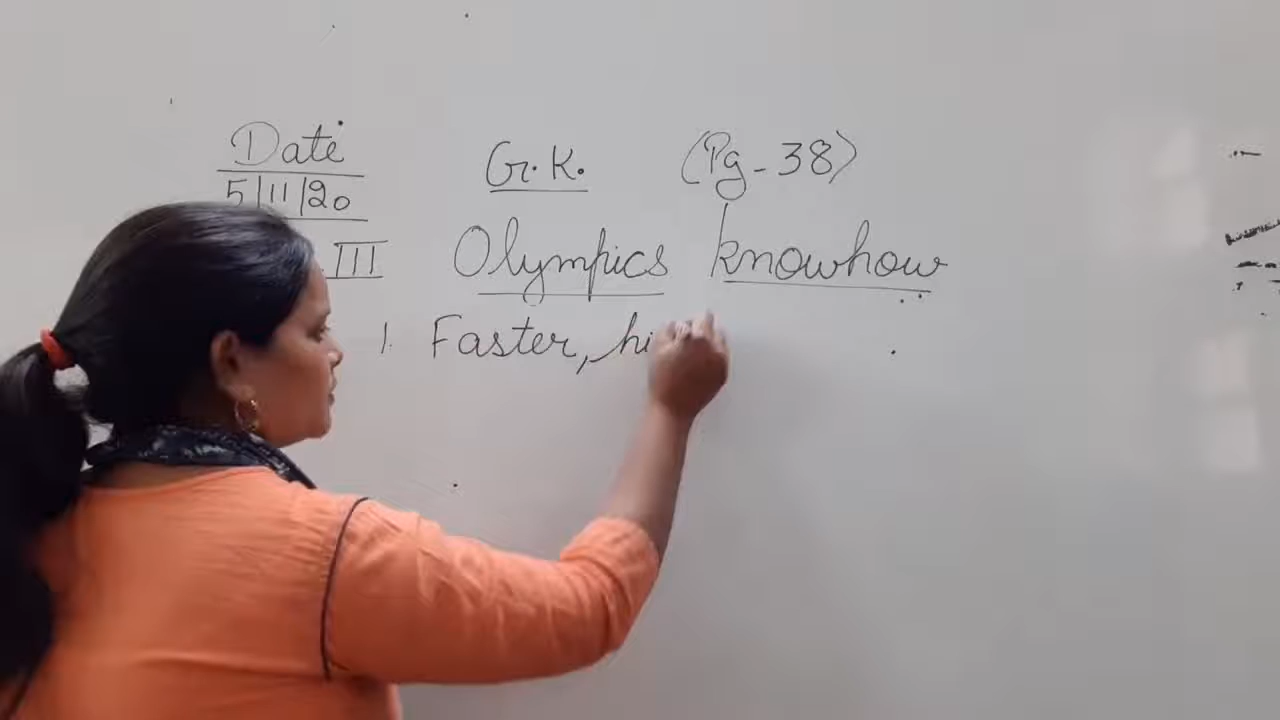 Date G.K. (Pg-38)
5/11/20
III Olympics knowhow
1. Faster, hi